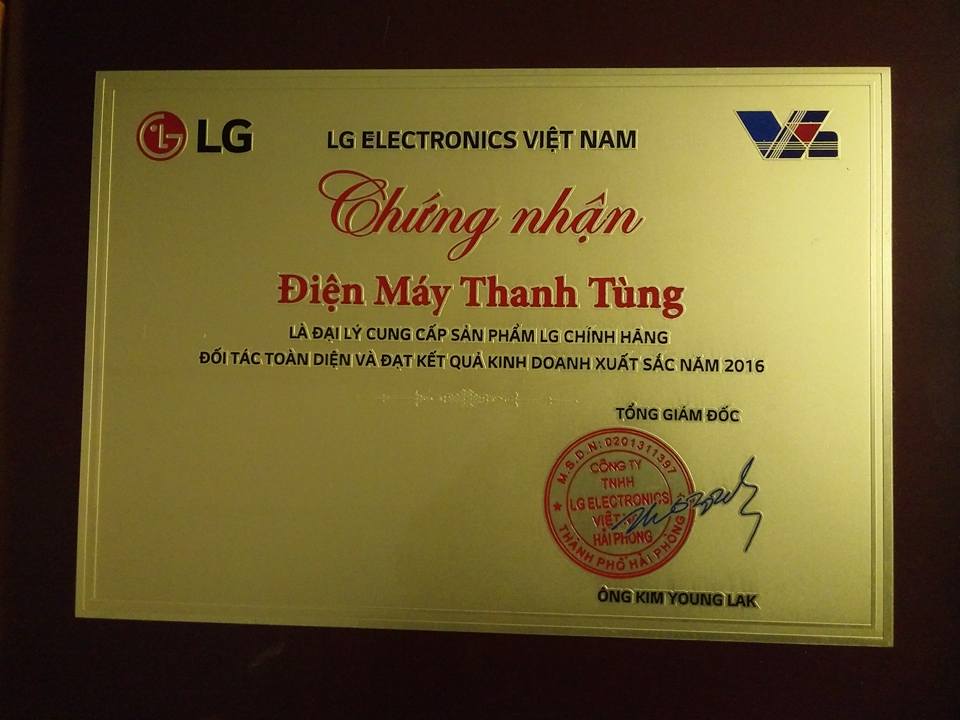 LG
LG ELECTRONICS VIỆT NAM
Chứng nhận
Điện Máy Thanh Tùng
LÀ ĐẠI LÝ CUNG CẤP SẢN PHẨM LG CHÍNH HÃNG
ĐỐI TÁC TOÀN DIỆN VÀ ĐẠT KẾT QUẢ KINH DOANH XUẤT SẮC NĂM 2016
TỔNG GIÁM ĐỐC
M.S.D.N: 0201311397
CÔNG TY
TNHH
LG ELECTRONICS
VIỆT
HẢI PHÒNG
THÀNH PHỐ HẢI PHÒNG
ÔNG KIM YOUNG LAK